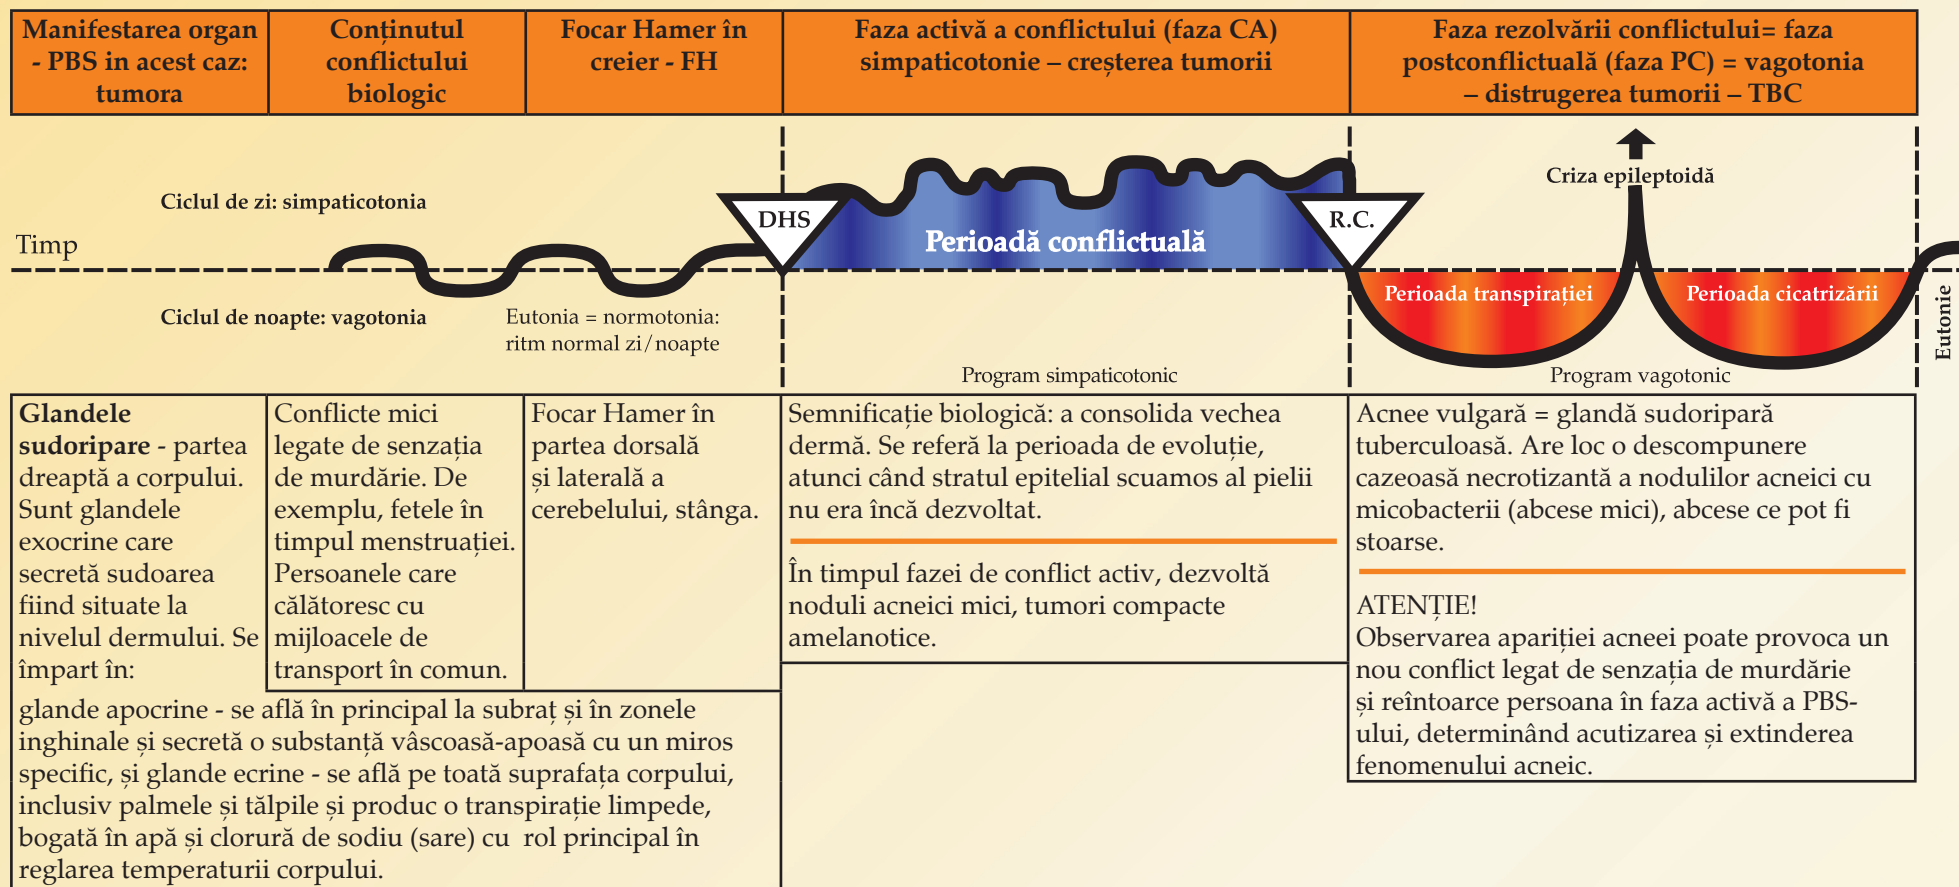 Manifestarea organ
- PBS in acest caz:
tumora
Conținutul
conflictului
biologic
Focar Hamer în
creier - FH
Faza activă a conflictului (faza CA)
simpaticotonie – creșterea tumorii
Faza rezolvării conflictului= faza
postconflictuală (faza PC) = vagotonia
– distrugerea tumorii – TBC
Ciclul de zi: simpaticotonia
Timp
Ciclul de noapte: vagotonia
Eutonia = normotonia:
ritm normal zi/noapte
DHS
Perioadă conflictuală
R.C.
Program simpaticotonic
Criza epileptoidă
Perioada transpirației
Perioada cicatrizării
Program vagotonic
Eutonie
Glandele
sudoripare - partea
dreaptă a corpului.
Sunt glandele
exocrine care
secretă sudoarea
fiind situate la
nivelul dermului. Se
împart în:
glande apocrine - se află în principal la subraț și în zonele
inghinale și secretă o substanță vâscoasă-apoasă cu un miros
specific, și glande ecrine - se află pe toată suprafața corpului,
inclusiv palmele și tălpile și produc o transpirație limpede,
bogată în apă și clorură de sodiu (sare) cu rol principal în
reglarea temperaturii corpului.
Conflicte mici
legate de senzația
de murdărie. De
exemplu, fetele în
timpul menstruației.
Persoanele care
călătoresc cu
mijloacele de
transport în comun.
Focar Hamer în
partea dorsală
și laterală a
cerebelului, stânga.
Semnificație biologică: a consolida vechea
dermă. Se referă la perioada de evoluție,
atunci când stratul epitelial scuamos al pielii
nu era încă dezvoltat.
În timpul fazei de conflict activ, dezvoltă
noduli acneici mici, tumori compacte
amelanotice.
Acnee vulgară = glandă sudoripară
tuberculoasă. Are loc o descompunere
cazeoasă necrotizantă a nodulilor acneici cu
micobacterii (abcese mici), abcese ce pot fi
stoarse.
ATENȚIE!
Observarea apariției acneei poate provoca un
nou conflict legat de senzația de murdărie
și reîntoarce persoana în faza activă a PBS-
ului, determinând acutizarea și extinderea
fenomenului acneic.